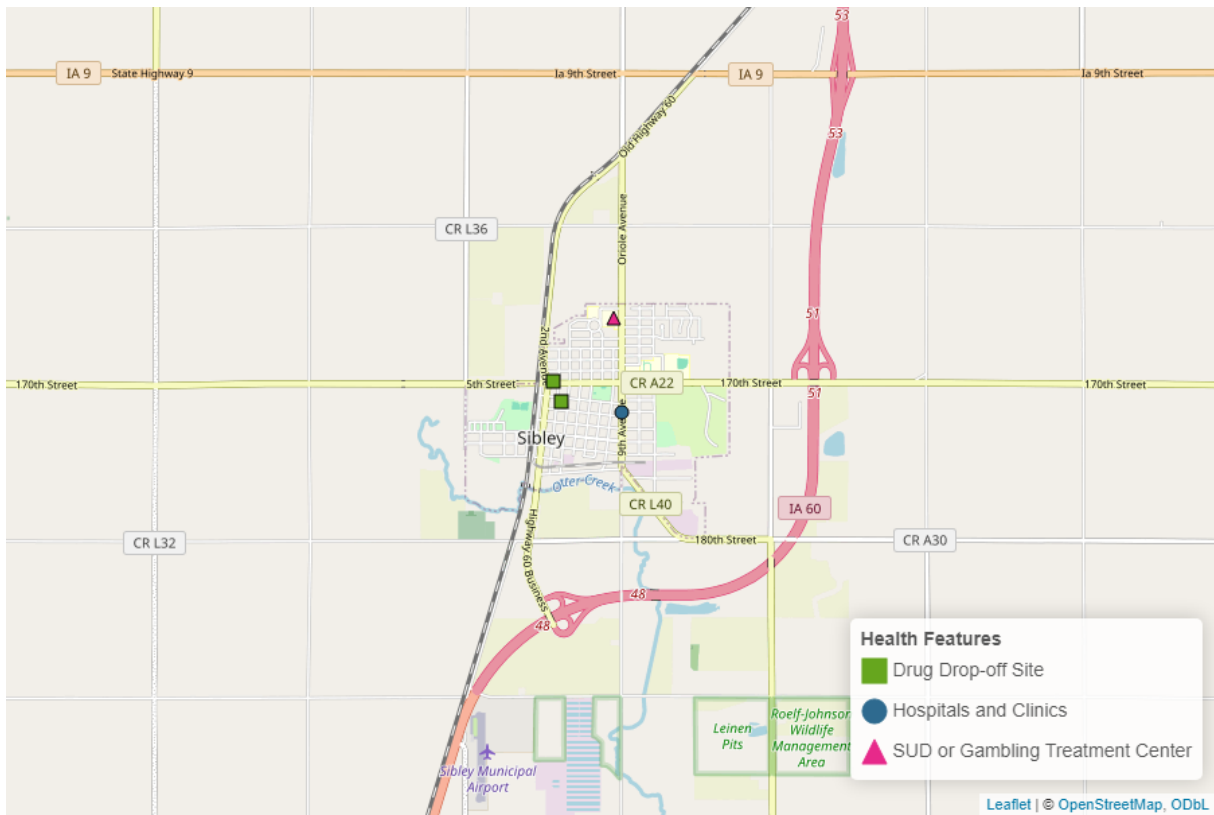 53
IA 9
State Highway 9
Ia 9th Street
IA 9
Ia 9th Street
Old Highway 60
53
CR L36
Oriole Avenue
51
2nd Avenue
170th Street
5th Street
CR A22
170th Street
170th Street
51
9th Avenue
Sibley
Otter Creek
CR L40
IA 60
Highway 60 Business
CR L32
180th Street
CR A30
48
48
Health Features
Drug Drop-off Site
Hospitals and Clinics
SUD or Gambling Treatment Center
Leinen
Pits
Roelf-Johnson
Wildlife
Management
Area
Sibley Municipal
Airport
Leaflet | © OpenStreetMap, ODbL